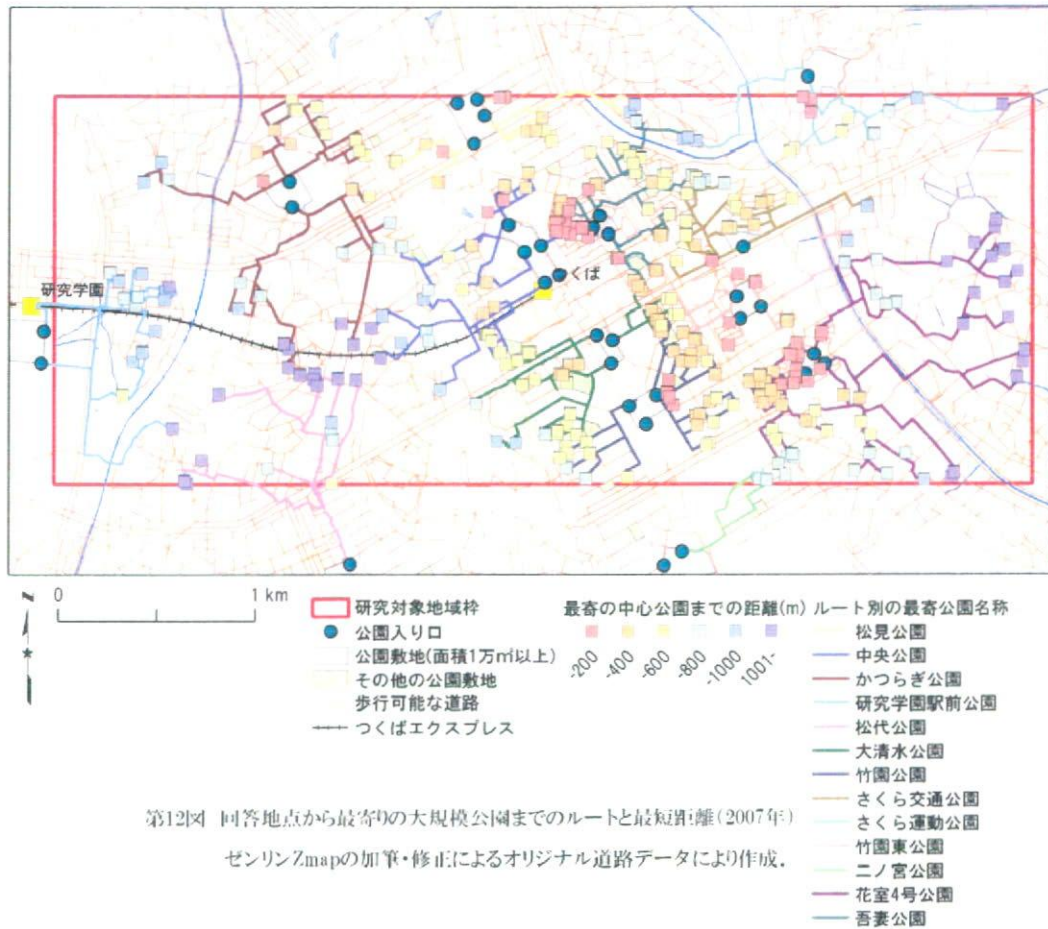 研究学園
つくば
0 1 km
研究対象地域枠
公園入り口
公園敷地(面積1万㎡以上)
その他の公園敷地
歩行可能な道路
つくばエクスプレス
最寄の中心公園までの距離(m)
-200
-400
-600
-800
-1000
1001-
ルート別の最寄公園名称
松見公園
中央公園
かつらぎ公園
研究学園駅前公園
松代公園
大清水公園
竹園公園
さくら交通公園
さくら運動公園
竹園東公園
二ノ宮公園
花室4号公園
吾妻公園
第12図 回答地点から最寄りの大規模公園までのルートと最短距離(2007年)
ゼンリンZmapの加筆・修正によるオリジナル道路データにより作成.